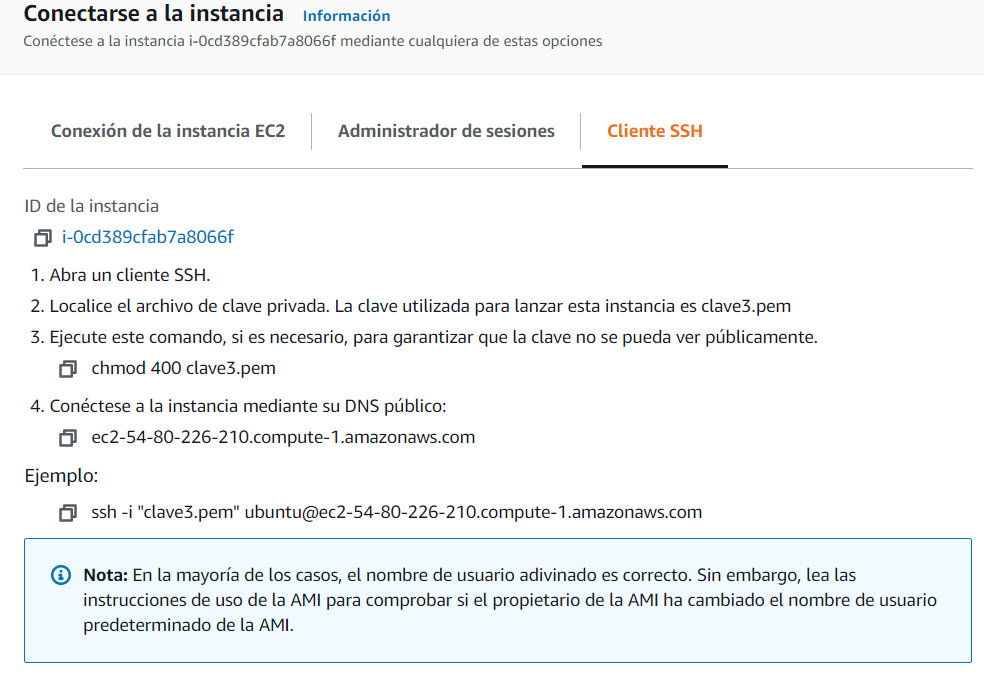 Conectarse a la instancia Información
Conéctese a la instancia i-0cd389cfab7a8066f mediante cualquiera de estas opciones
Conexión de la instancia EC2 Administrador de sesiones Cliente SSH
ID de la instancia
i-0cd389cfab7a8066f
1. Abra un cliente SSH.
2. Localice el archivo de clave privada. La clave utilizada para lanzar esta instancia es clave3.pem
3. Ejecute este comando, si es necesario, para garantizar que la clave no se pueda ver públicamente.
chmod 400 clave3.pem
4. Conéctese a la instancia mediante su DNS público:
ec2-54-80-226-210.compute-1.amazonaws.com
Ejemplo:
ssh -i "clave3.pem" ubuntu@ec2-54-80-226-210.compute-1.amazonaws.com
Nota: En la mayoría de los casos, el nombre de usuario adivinado es correcto. Sin embargo, lea las
instrucciones de uso de la AMI para comprobar si el propietario de la AMI ha cambiado el nombre de usuario
predeterminado de la AMI.